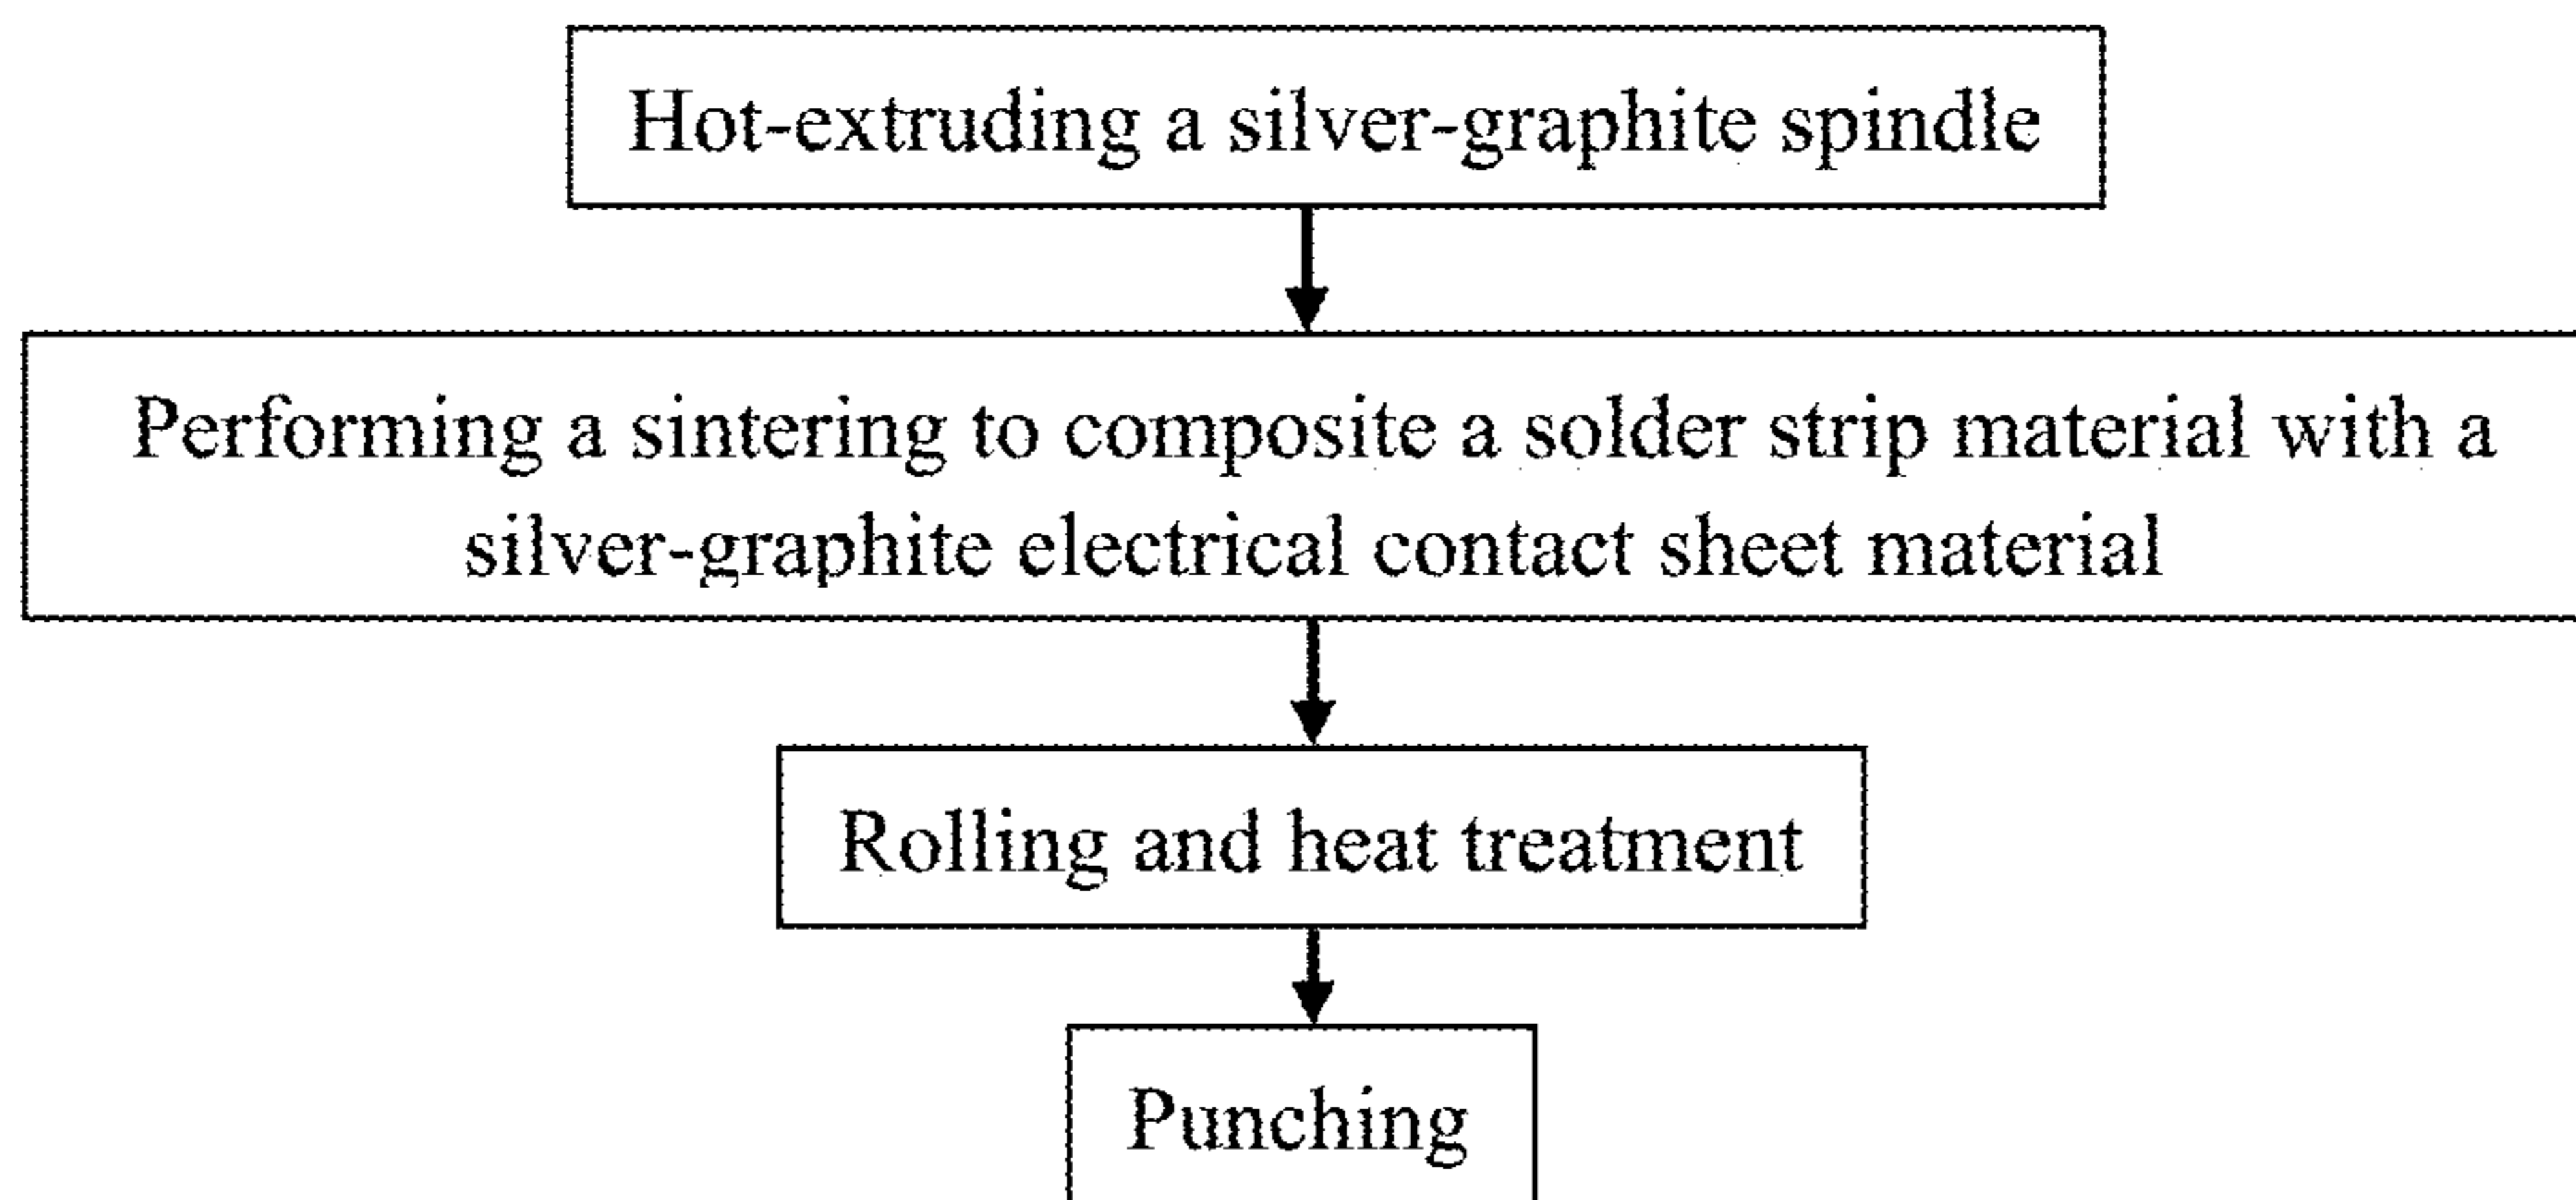 Hot-extruding a silver-graphite spindle
Performing a sintering to composite a solder strip material with a
silver-graphite electrical contact sheet material
Rolling and heat treatment
Punching